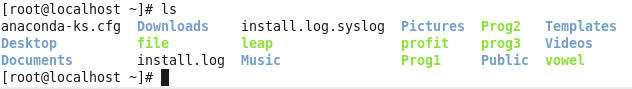 [root@localhost ~]# ls
anaconda-ks.cfg  Downloads    install.log.syslog  Pictures  Prog2   Templates
Desktop          file         leap                profit    prog3   Videos
Documents        install.log  Music               Prog1     Public  vowel
[root@localhost ~]#